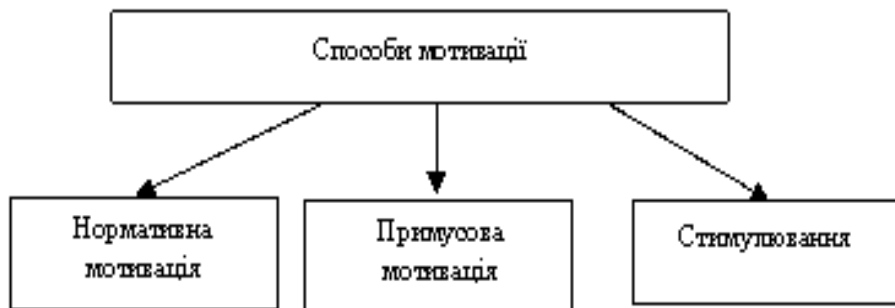 Способи мотивації
Нормативна
мотивація
Примусова
мотивація
Стимулювання